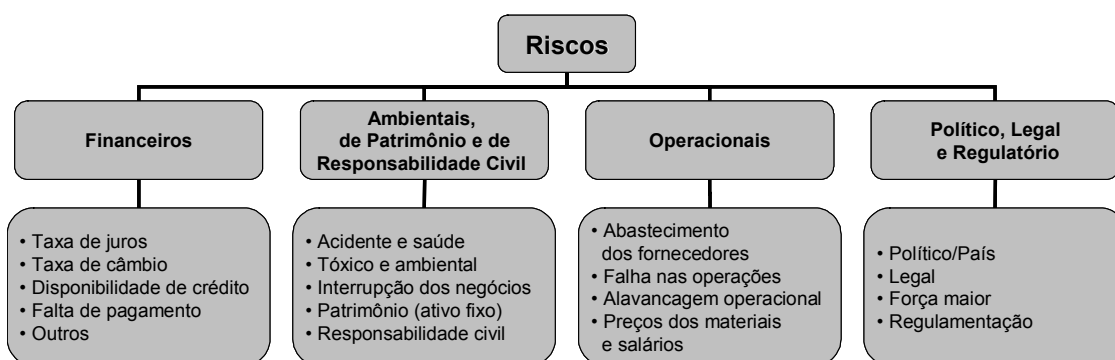 Riscos
Financeiros
Ambientais,
de Patrimônio e de
Responsabilidade Civil
Operacionais
Político, Legal
e Regulatório
• Taxa de juros
• Taxa de câmbio
• Disponibilidade de crédito
• Falta de pagamento
• Outros
• Acidente e saúde
• Tóxico e ambiental
• Interrupção dos negócios
• Patrimônio (ativo fixo)
• Responsabilidade civil
• Abastecimento
dos fornecedores
• Falha nas operações
• Alavancagem operacional
• Preços dos materiais
e salários
• Político/País
• Legal
• Força maior
• Regulamentação